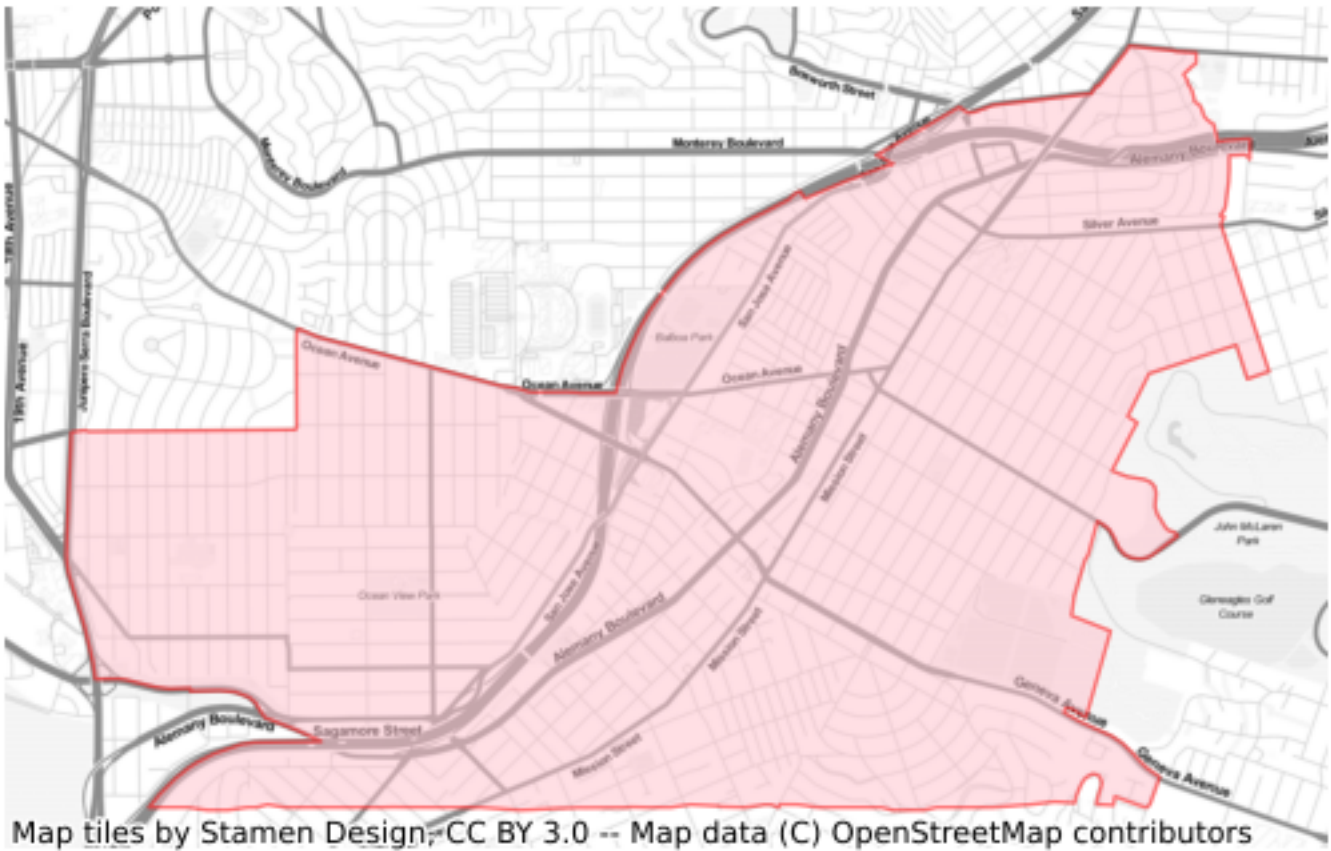 Bosworth Street
Monterey Boulevard
Monterey Boulevard
Avenue
Alemany Boulevard
19th Avenue
Silver Avenue
San Jose Avenue
Junipero Serra Boulevard
Balboa Park
Ocean Avenue
19th Avenue
Ocean Avenue
Ocean Avenue
Alemany Boulevard
Mission Street
John McLaren
Park
San Jose Avenue
Ocean View Park
Gleneagles Golf
Course
Alemany Boulevard
Mission Street
Geneva Avenue
Alemany Boulevard
Sagamore Street
Mission Street
Geneva Avenue
Map tiles by Stamen Design, CC BY 3.0 -- Map data (C) OpenStreetMap contributors